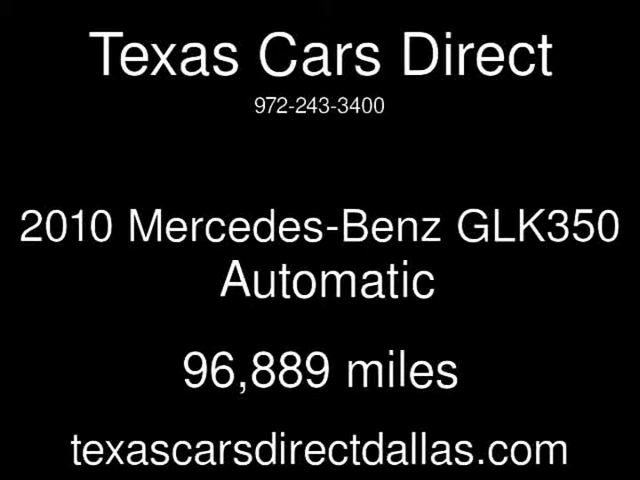 Texas Cars Direct
972-243-3400
2010 Mercedes-Benz GLK350
Automatic
96,889 miles
texascarsdirectdallas.com